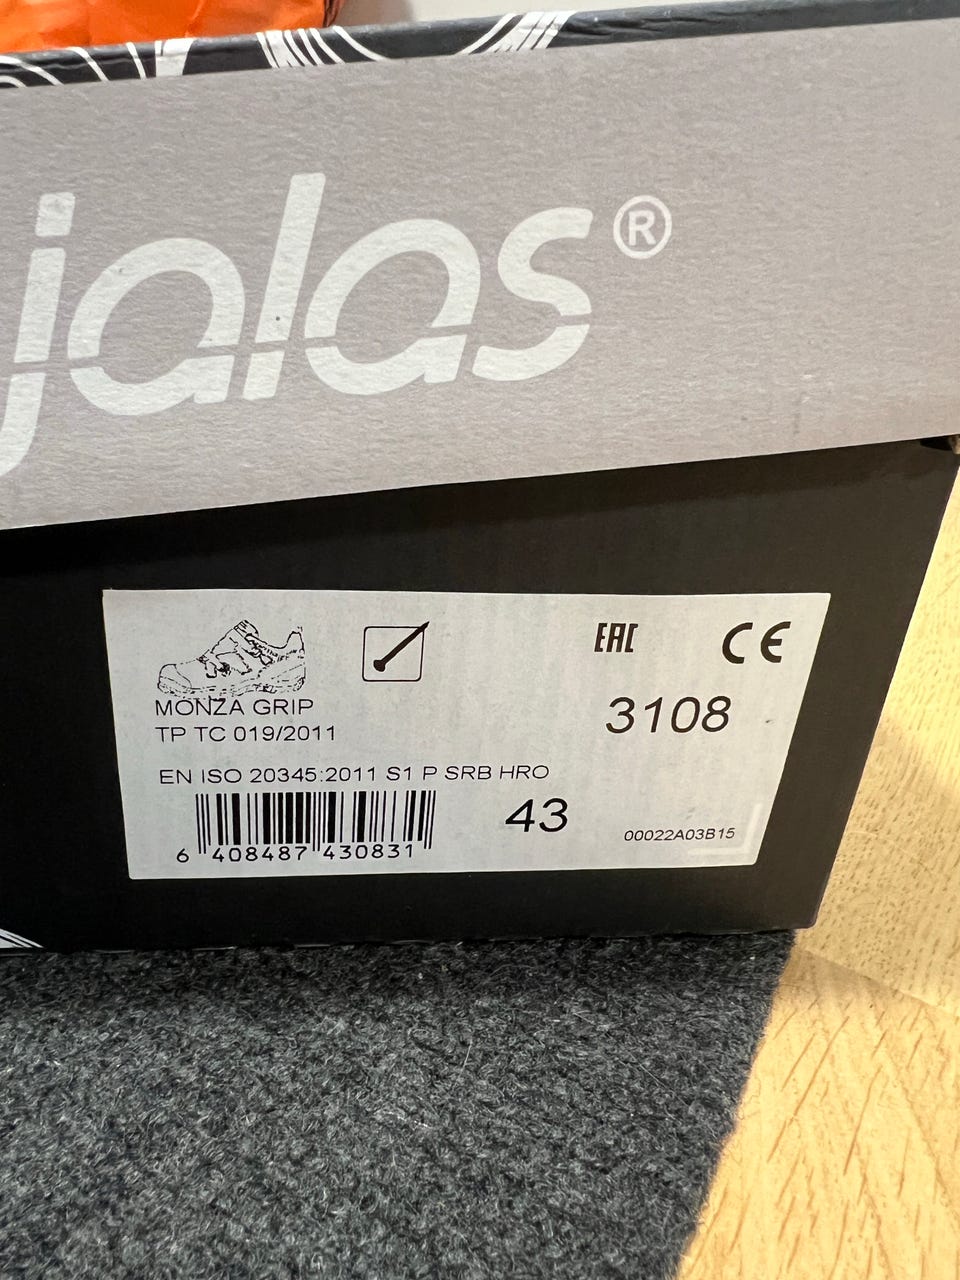 jalas®
EAC CE
MONZA GRIP
3108
TP TC 019/2011
EN ISO 20345:2011 S1 P SRB HRO
43
00022A03B15
6 408487 430831